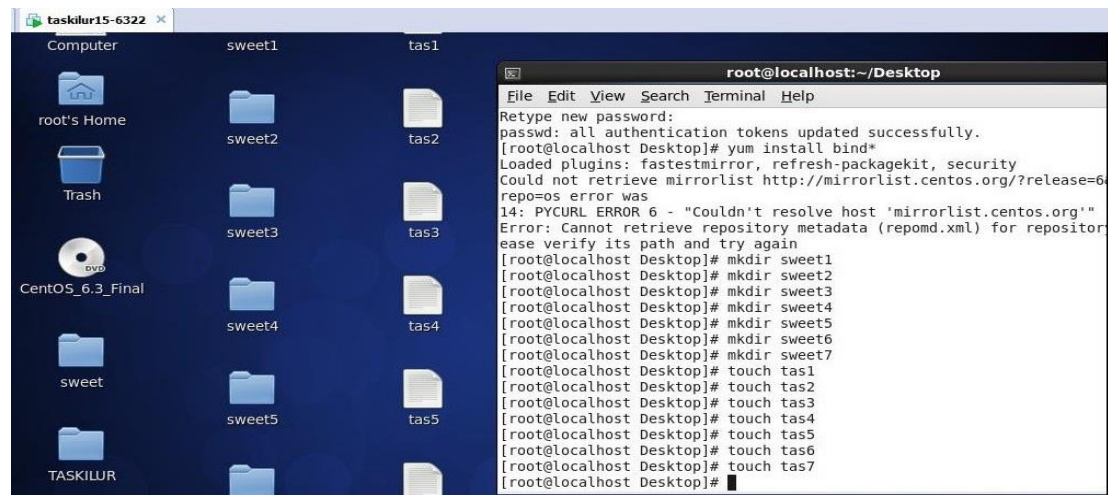 taskilur15-6322 ×
Computer
sweet1
tas1
root's Home
sweet2
tas2
Trash
sweet3
tas3
DVD
CentOS_6.3_Final
sweet4
tas4
sweet
sweet5
tas5
TASKILUR
root@localhost:~/Desktop
File Edit View Search Terminal Help
Retype new password:
passwd: all authentication tokens updated successfully.
[root@localhost Desktop]# yum install bind*
Loaded plugins: fastestmirror, refresh-packagekit, security
Could not retrieve mirrorlist http://mirrorlist.centos.org/?release=6&
repo=os error was
14: PYCURL ERROR 6 - "Couldn't resolve host 'mirrorlist.centos.org'"
Error: Cannot retrieve repository metadata (repomd.xml) for repository
ease verify its path and try again
[root@localhost Desktop]# mkdir sweet1
[root@localhost Desktop]# mkdir sweet2
[root@localhost Desktop]# mkdir sweet3
[root@localhost Desktop]# mkdir sweet4
[root@localhost Desktop]# mkdir sweet5
[root@localhost Desktop]# mkdir sweet6
[root@localhost Desktop]# mkdir sweet7
[root@localhost Desktop]# touch tas1
[root@localhost Desktop]# touch tas2
[root@localhost Desktop]# touch tas3
[root@localhost Desktop]# touch tas4
[root@localhost Desktop]# touch tas5
[root@localhost Desktop]# touch tas6
[root@localhost Desktop]# touch tas7
[root@localhost Desktop]#